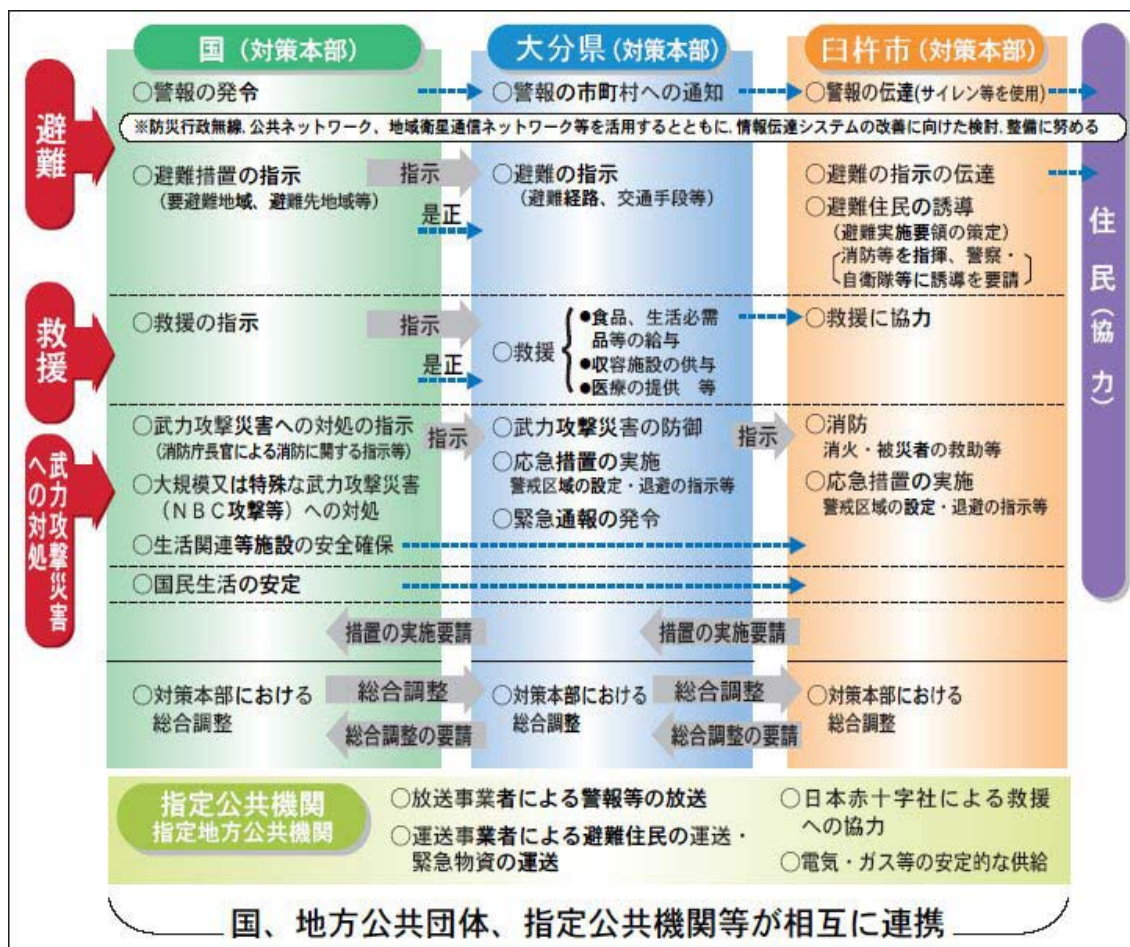 国（対策本部）
大分県（対策本部）
臼杵市（対策本部）
避難
○警報の発令
○警報の市町村への通知
○警報の伝達(サイレン等を使用)
※防災行政無線、公共ネットワーク、地域衛星通信ネットワーク等を活用するとともに、情報伝達システムの改善に向けた検討、整備に努める
○避難措置の指示
（要避難地域、避難先地域等）
指示
是正
○避難の指示
（避難経路、交通手段等）
○避難の指示の伝達
○避難住民の誘導
（避難実施要領の策定）
消防等を指揮、警察・
自衛隊等に誘導を要請
住民（協力）
救援
○救援の指示
指示
是正
○救援
●食品、生活必需
品等の給与
●収容施設の供与
●医療の提供　等
○救援に協力
武力攻撃災害
への対処
○武力攻撃災害への対処の指示
（消防庁長官による消防に関する指示等）
指示
○大規模又は特殊な武力攻撃災害
（ＮＢＣ攻撃等）への対処
○生活関連等施設の安全確保
○武力攻撃災害の防御
○応急措置の実施
警戒区域の設定・退避の指示等
○緊急通報の発令
指示
○消防
消火・被災者の救助等
○応急措置の実施
警戒区域の設定・退避の指示等
○国民生活の安定
措置の実施要請
措置の実施要請
○対策本部における
総合調整
総合調整
総合調整の要請
○対策本部における
総合調整
総合調整
総合調整の要請
○対策本部における
総合調整
指定公共機関
指定地方公共機関
○放送事業者による警報等の放送
○運送事業者による避難住民の運送・
緊急物資の運送
○日本赤十字社による救援
への協力
○電気・ガス等の安定的な供給
国、地方公共団体、指定公共機関等が相互に連携